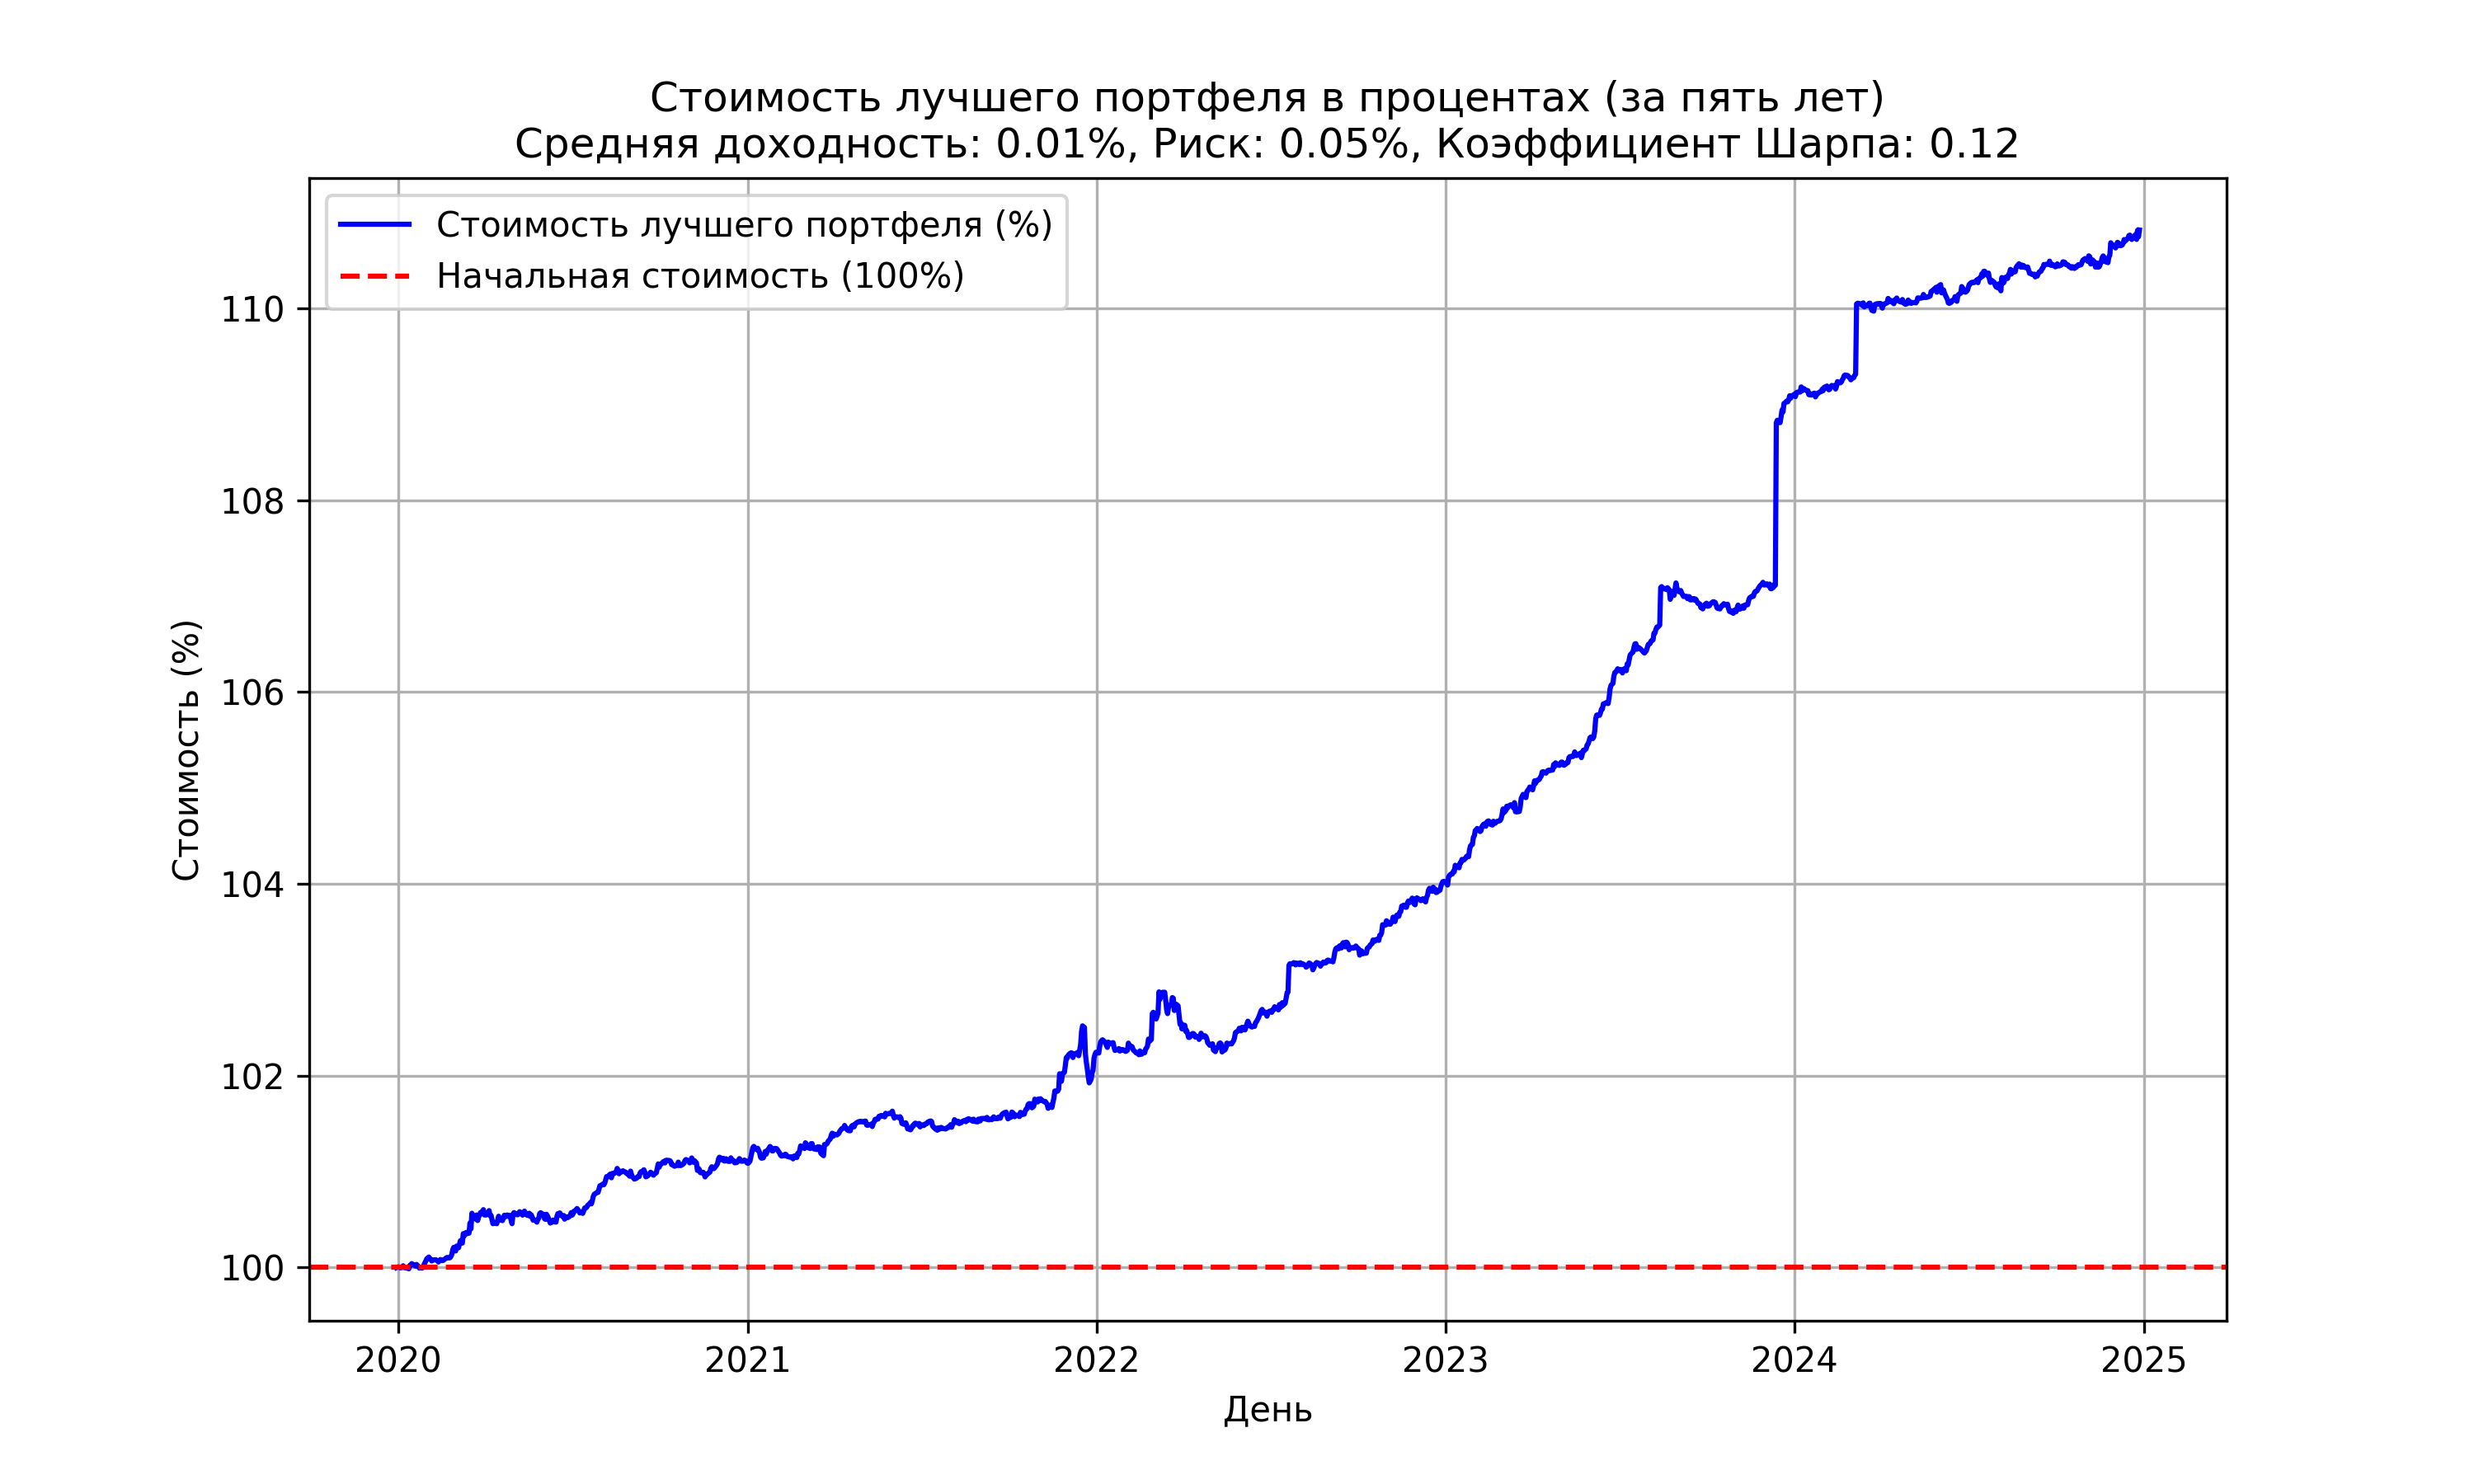 Стоимость лучшего портфеля в процентах (за пять лет)
Средняя доходность: 0.01%, Риск: 0.05%, Коэффициент Шарпа: 0.12
Стоимость лучшего портфеля (%)
Начальная стоимость (100%)
110
108
106
104
102
100
Стоимость (%)
2020
2021
2022
2023
2024
2025
День